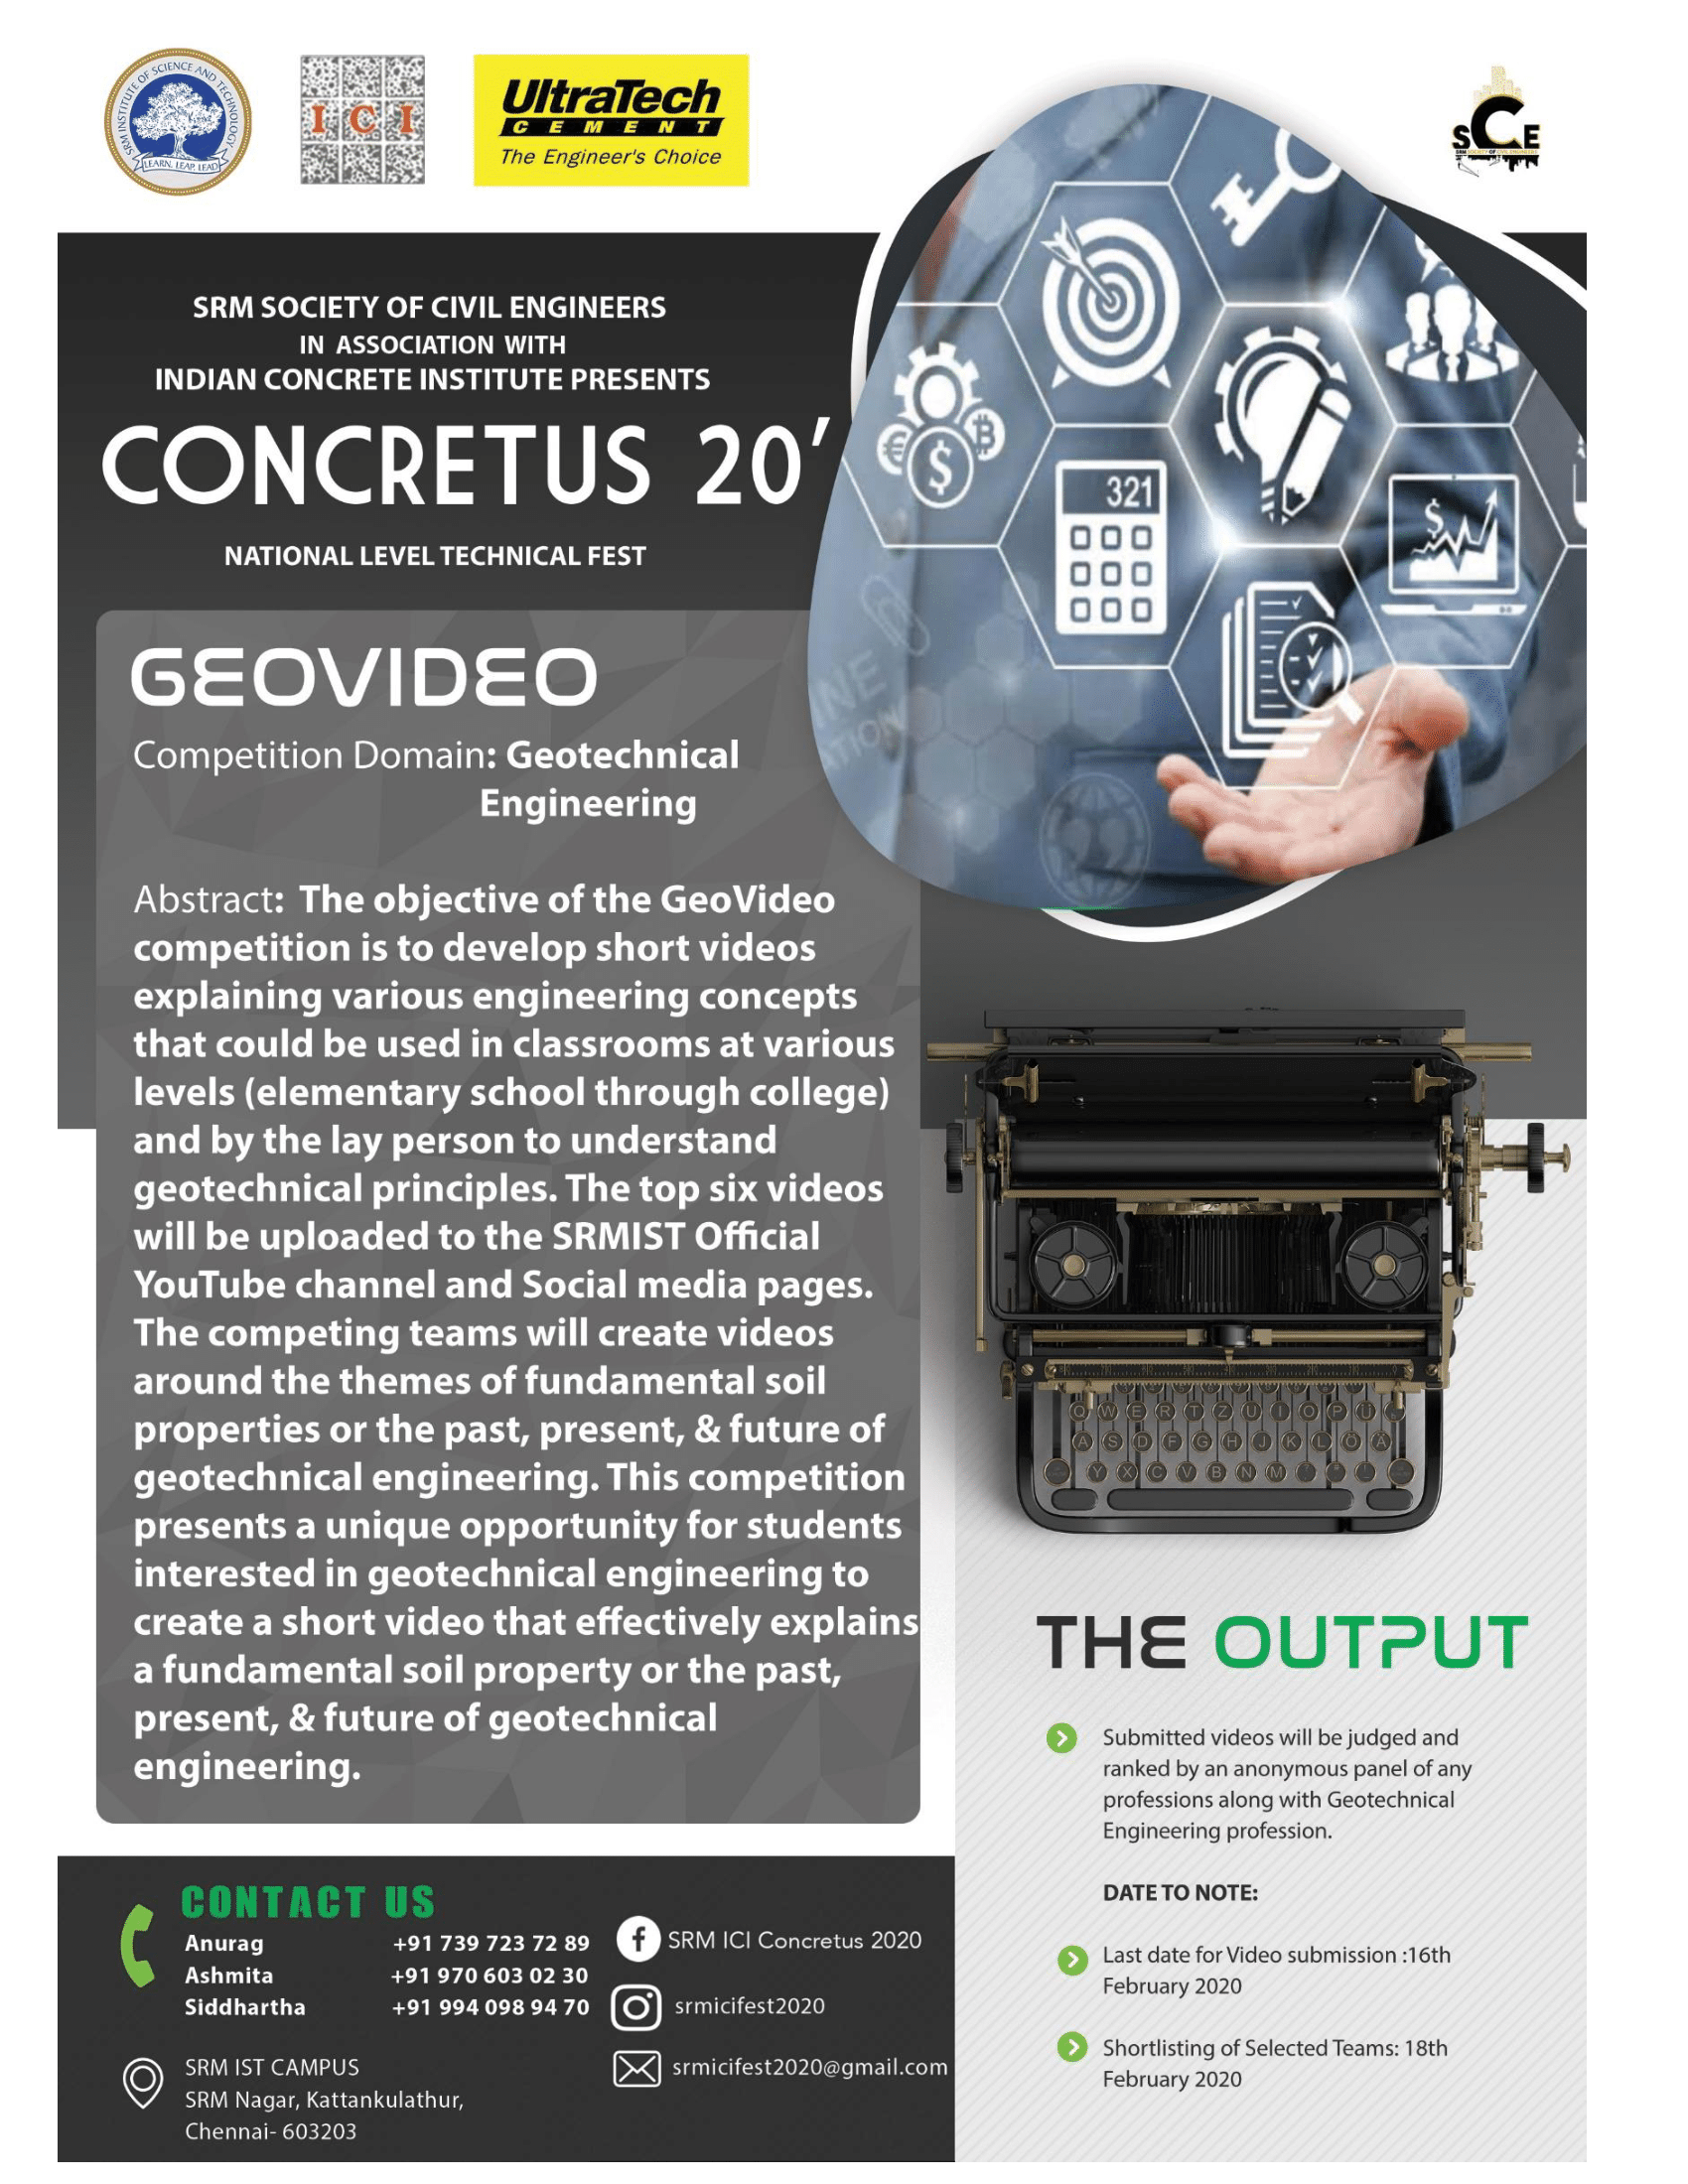 SRM INSTITUTE OF SCIENCE AND TECHNOLOGY
LEARN. LEAP. LEAD
ICI
UltraTech
CEMENT
The Engineer's Choice
SCE
SRM SOCIETY OF CIVIL ENGINEERS
IN ASSOCIATION WITH
INDIAN CONCRETE INSTITUTE PRESENTS
CONCRETUS 20'
NATIONAL LEVEL TECHNICAL FEST
321
GEOVIDEO
Competition Domain: Geotechnical
Engineering
Abstract: The objective of the GeoVideo
competition is to develop short videos
explaining various engineering concepts
that could be used in classrooms at various
levels (elementary school through college)
and by the lay person to understand
geotechnical principles. The top six videos
will be uploaded to the SRMIST Official
YouTube channel and Social media pages.
The competing teams will create videos
around the themes of fundamental soil
properties or the past, present, & future of
geotechnical engineering. This competition
presents a unique opportunity for students
interested in geotechnical engineering to
create a short video that effectively explains
a fundamental soil property or the past,
present, & future of geotechnical
engineering.
Q W E R T Z U I O P Ü
A S D F G H J K L Ö Ä
Y X C V B N M
THE OUTPUT
Submitted videos will be judged and
ranked by an anonymous panel of any
professions along with Geotechnical
Engineering profession.
DATE TO NOTE:
Last date for Video submission :16th
February 2020
Shortlisting of Selected Teams: 18th
February 2020
CONTACT US
Anurag +91 739 723 72 89
Ashmita +91 970 603 02 30
Siddhartha +91 994 098 94 70
SRM IST CAMPUS
SRM Nagar, Kattankulathur,
Chennai- 603203
SRM ICI Concretus 2020
srmicifest2020
srmicifest2020@gmail.com